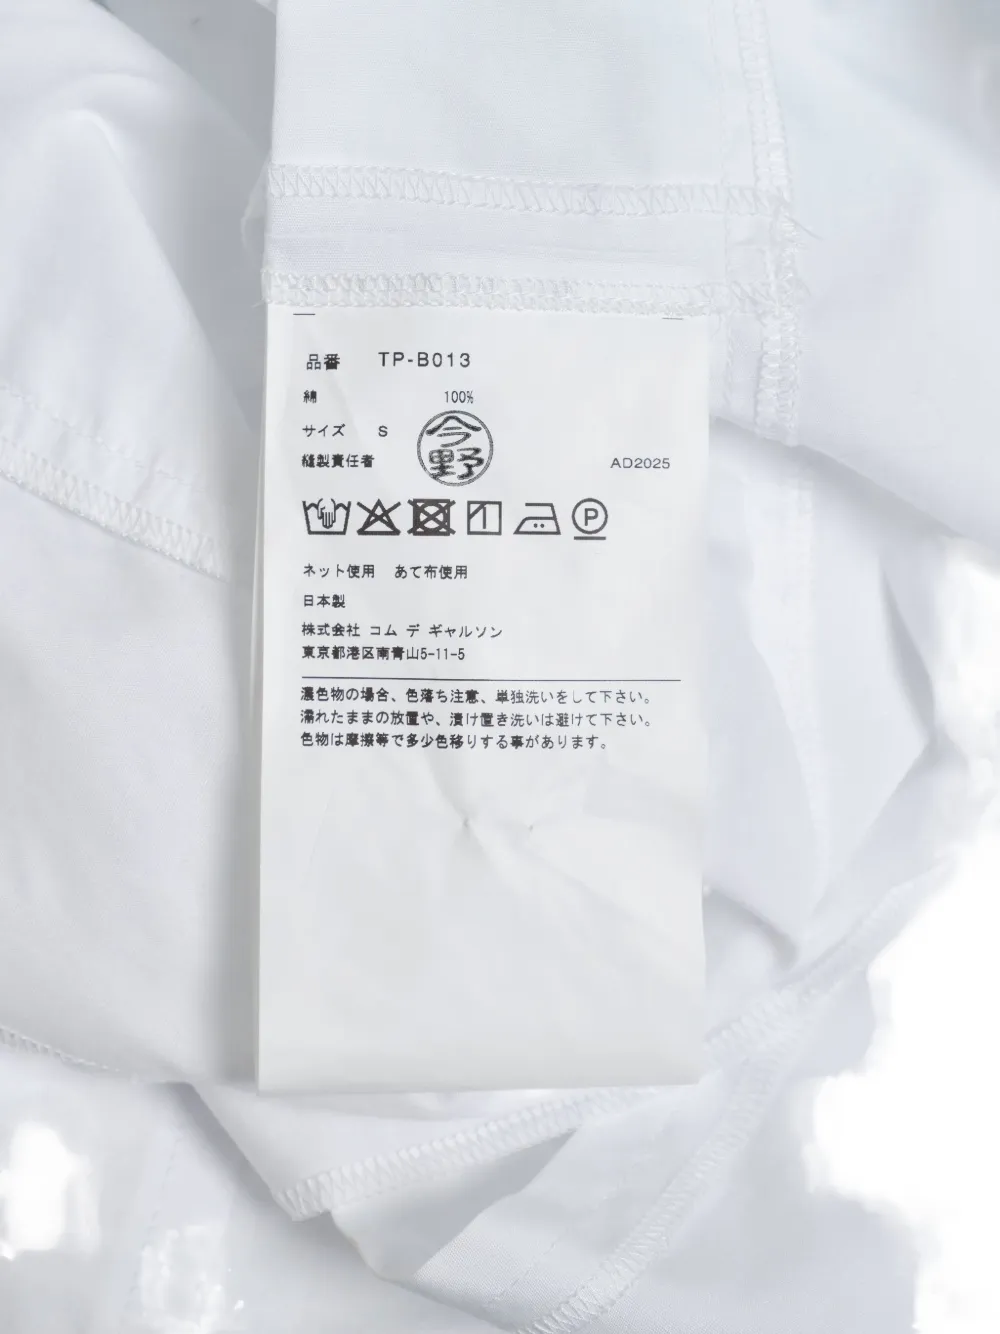 品番 TP-B013
綿 100%
サイズ S
今野
縫製責任者 AD2025
P
ネット使用 あて布使用
日本製
株式会社 コム デ ギャルソン
東京都港区南青山5-11-5
濃色物の場合、色落ち注意、単独洗いをして下さい。
濡れたままの放置や、漬け置き洗いは避けて下さい。
色物は摩擦等で多少色移りする事があります。